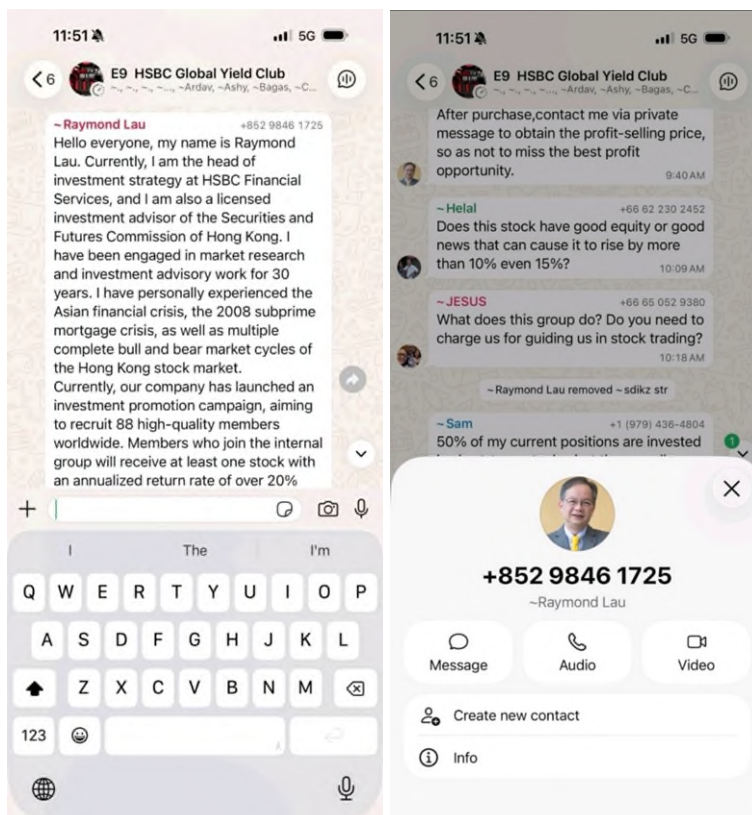 11:51
5G
6
E9 HSBC Global Yield Club
~., ~., ~., ~..., ~Ardav, ~Ashy, ~Bagas, ~C...
~Raymond Lau
+852 9846 1725
Hello everyone, my name is Raymond
Lau. Currently, I am the head of
investment strategy at HSBC Financial
Services, and I am also a licensed
investment advisor of the Securities and
Futures Commission of Hong Kong. I
have been engaged in market research
and investment advisory work for 30
years. I have personally experienced the
Asian financial crisis, the 2008 subprime
mortgage crisis, as well as multiple
complete bull and bear market cycles of
the Hong Kong stock market.
Currently, our company has launched an
investment promotion campaign, aiming
to recruit 88 high-quality members
worldwide. Members who join the internal
group will receive at least one stock with
an annualized return rate of over 20%
I
The
I'm
Q W E R T Y U I O P
A S D F G H J K L
Z X C V B N M
123
11:51
5G
6
E9 HSBC Global Yield Club
~., ~., ~., ~..., ~Ardav, ~Ashy, ~Bagas, ~C...
After purchase,contact me via private
message to obtain the profit-selling price,
so as not to miss the best profit
opportunity.
9:40 AM
~Helal
+66 62 230 2452
Does this stock have good equity or good
news that can cause it to rise by more
than 10% even 15%?
10:09 AM
~JESUS
+66 65 052 9380
What does this group do? Do you need to
charge us for guiding us in stock trading?
10:18 AM
~Raymond Lau removed ~sdikz str
~Sam
+1 (979) 436-4804
50% of my current positions are invested
1
+852 9846 1725
~Raymond Lau
Message
Audio
Video
Create new contact
Info